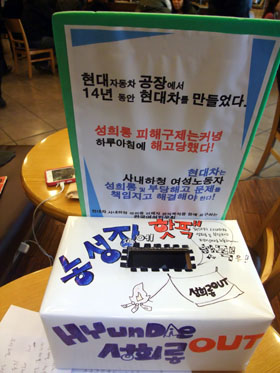 현대자동차 공장에서
14년 동안 현대차를 만들었다.
성희롱 피해구제는커녕
하루아침에 해고당했다!
현대차는
사내하청 여성노동자
성희롱 및 부당해고 문제를
책임지고 해결해야 한다!
농성장에 핫팩
성희롱OUT
HYUNDAE
성희롱 OUT